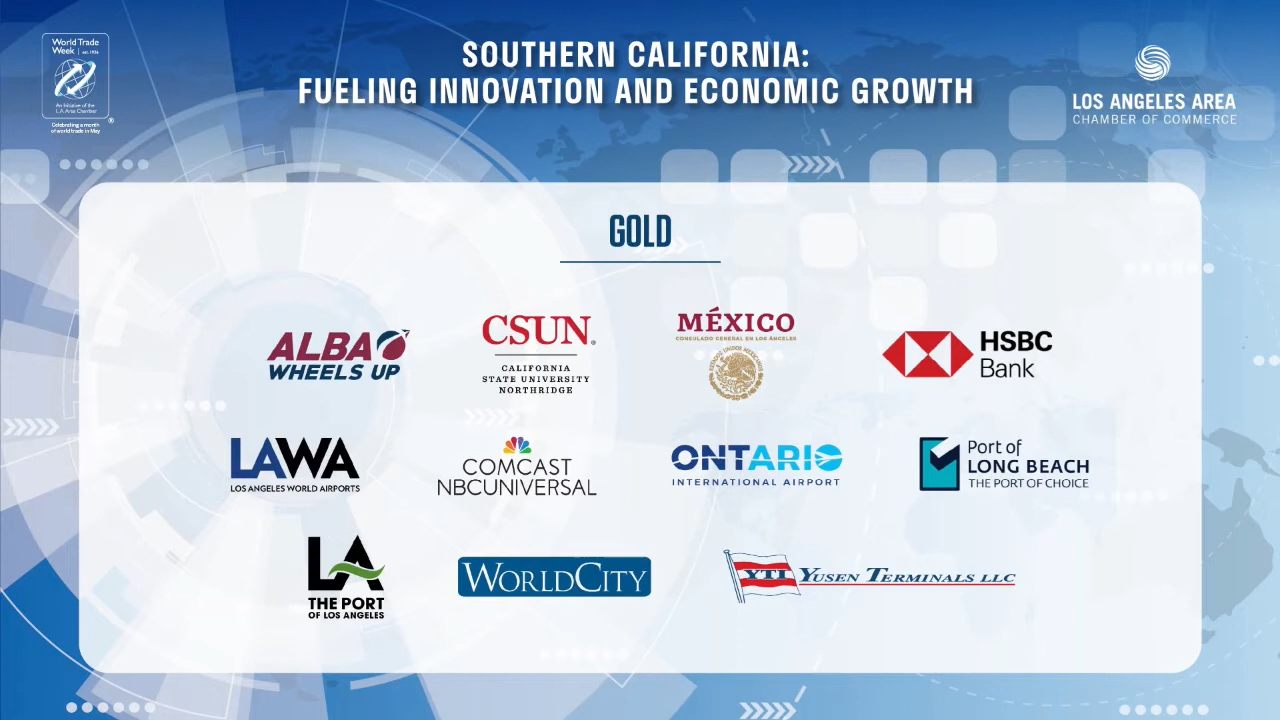 World Trade
Week | est. 1926
An Initiative of the
L.A. Area Chamber
®
Celebrating a month
of world trade in May
SOUTHERN CALIFORNIA:
FUELING INNOVATION AND ECONOMIC GROWTH
LOS ANGELES AREA
CHAMBER OF COMMERCE
GOLD
ALBA
WHEELS UP
CSUN®
CALIFORNIA
STATE UNIVERSITY
NORTHRIDGE
MÉXICO
CONSULADO GENERAL EN LOS ÁNGELES
ESTADOS UNIDOS MEXICANOS
HSBC
Bank
LAWA
LOS ANGELES WORLD AIRPORTS
COMCAST
NBCUNIVERSAL
ONTARIO
INTERNATIONAL AIRPORT
Port of
LONG BEACH
THE PORT OF CHOICE
LA
THE PORT
OF LOS ANGELES
WORLDCITY
YTI YUSEN TERMINALS LLC